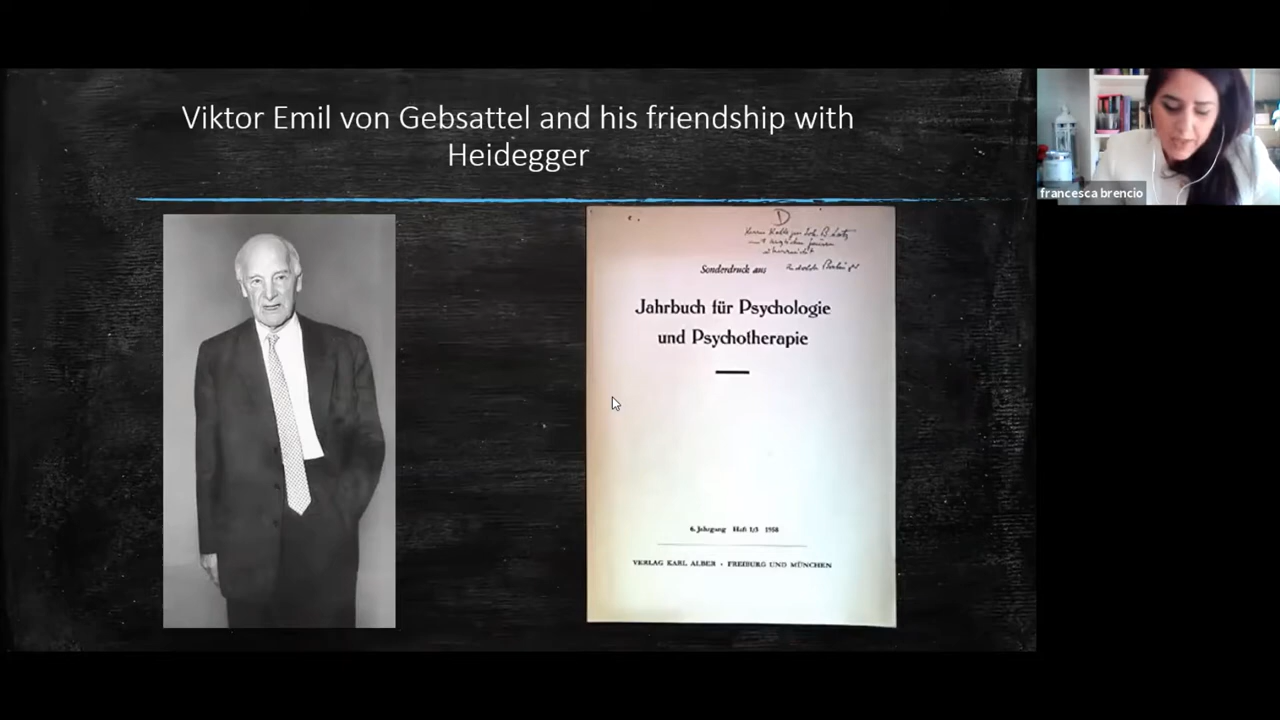 Viktor Emil von Gebsattel and his friendship with
Heidegger
francesca brencio
D
Sonderdruck aus
Jahrbuch für Psychologie
und Psychotherapie
6. Jahrgang Heft 1/3 1958
VERLAG KARL ALBER · FREIBURG UND MÜNCHEN